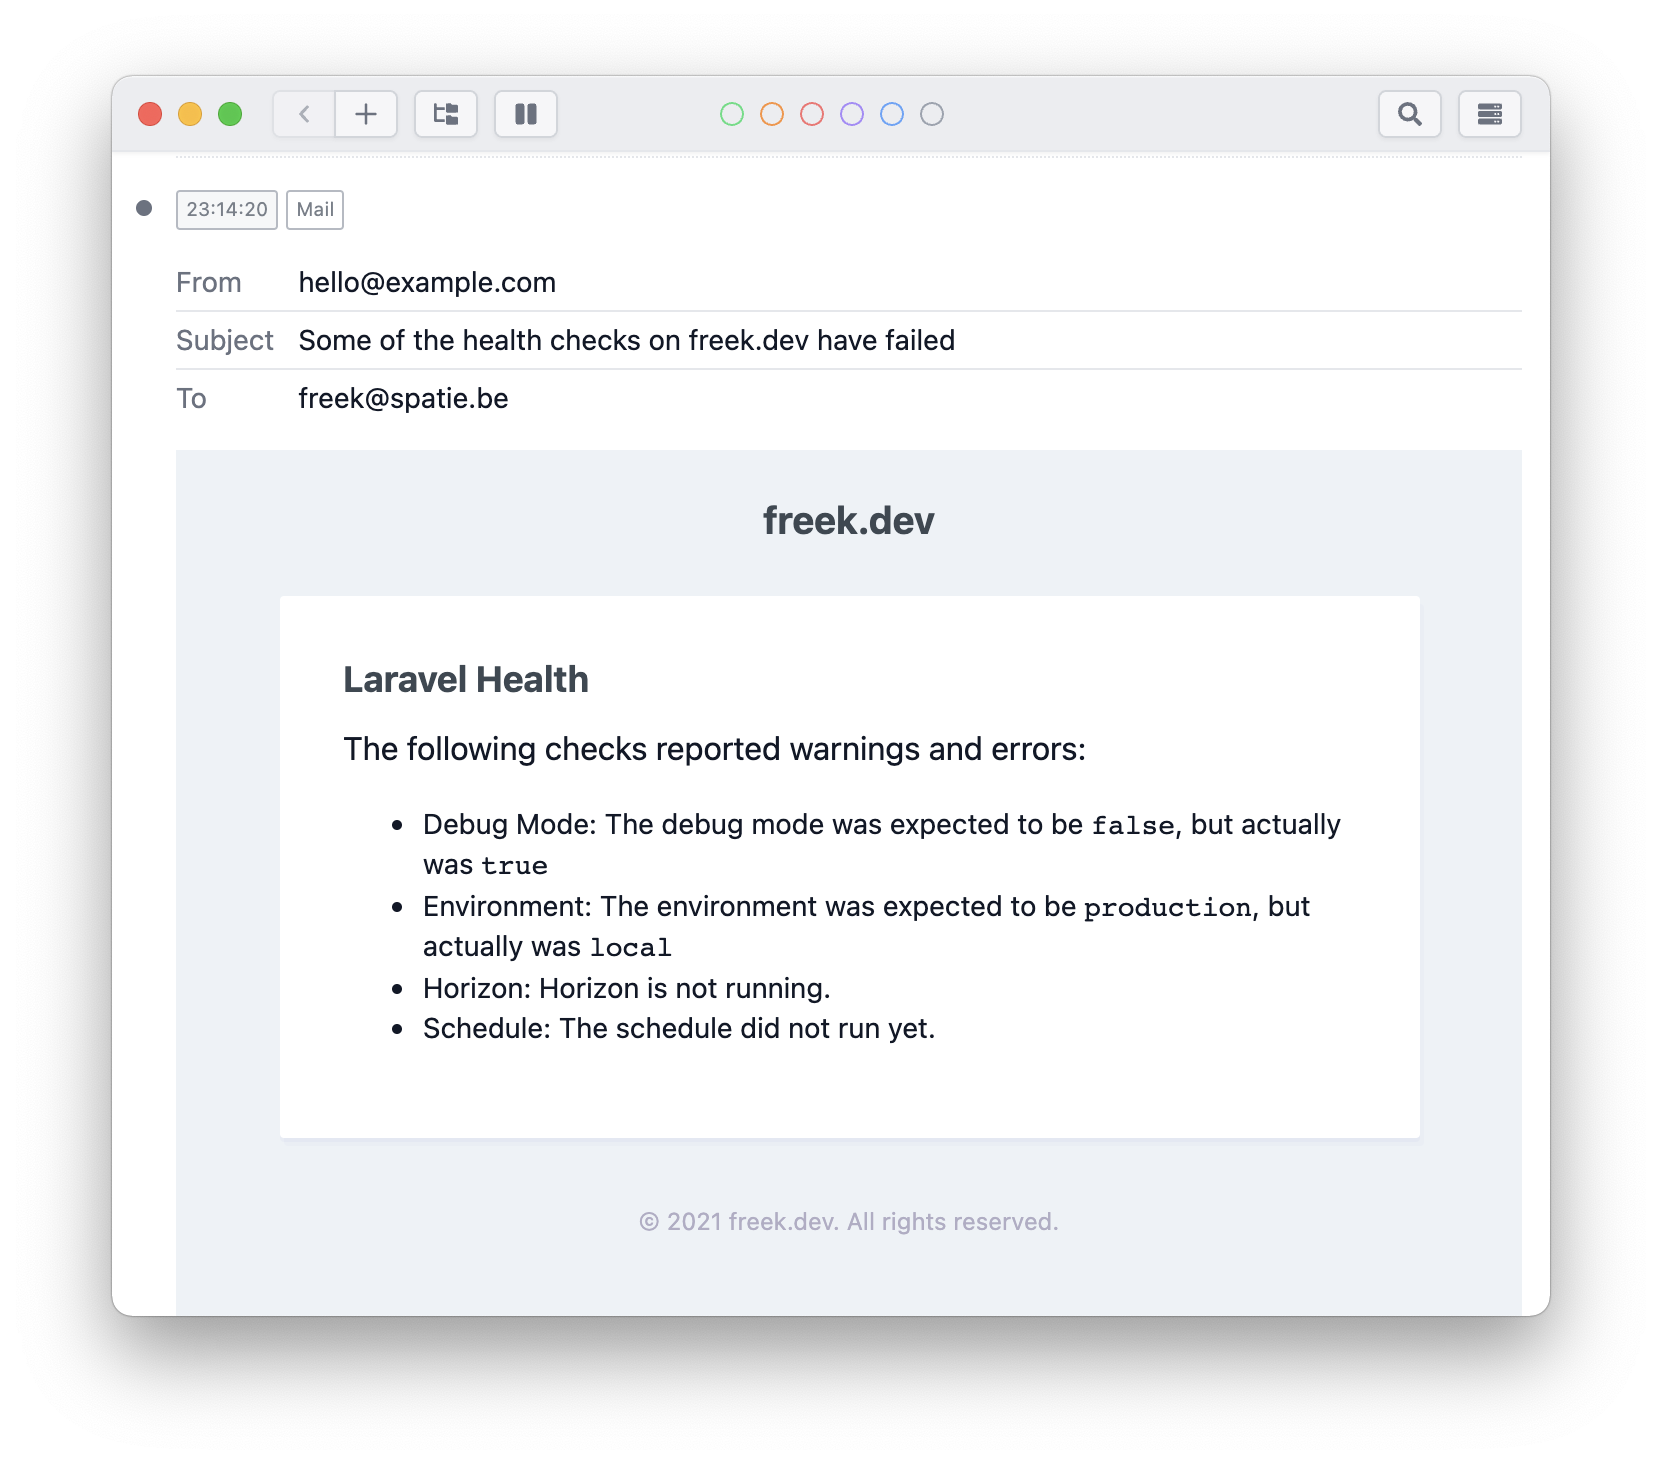 23:14:20 Mail
From hello@example.com
Subject Some of the health checks on freek.dev have failed
To freek@spatie.be
freek.dev
Laravel Health
The following checks reported warnings and errors:
• Debug Mode: The debug mode was expected to be false, but actually
was true
• Environment: The environment was expected to be production, but
actually was local
• Horizon: Horizon is not running.
• Schedule: The schedule did not run yet.
© 2021 freek.dev. All rights reserved.